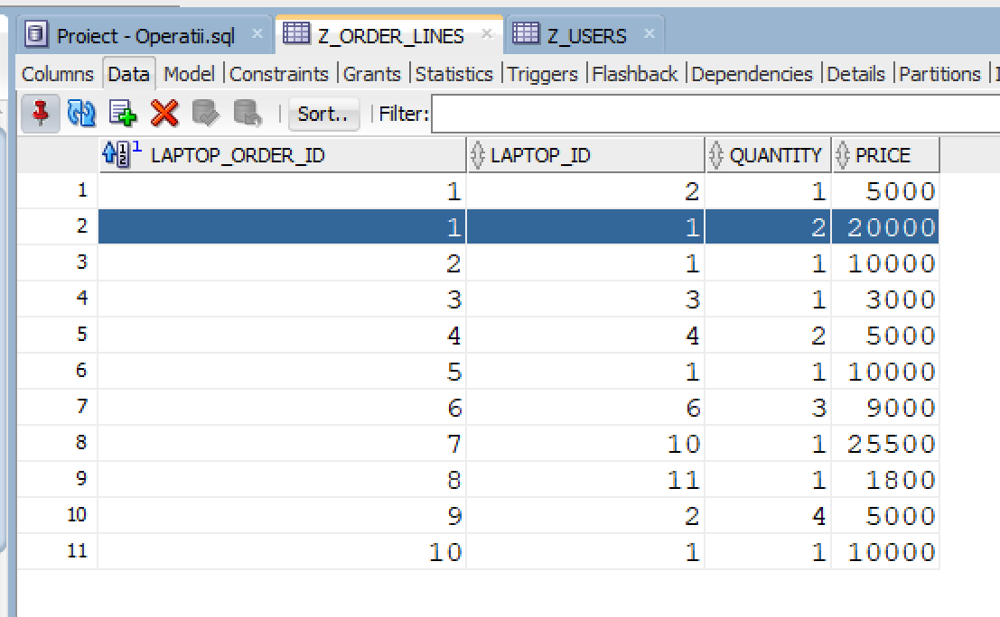 Proiect - Operatii.sql × Z_ORDER_LINES × Z_USERS ×
Columns Data Model Constraints Grants Statistics Triggers Flashback Dependencies Details Partitions
Sort.. Filter:
LAPTOP_ORDER_ID LAPTOP_ID QUANTITY PRICE
1 1 2 1 5000
2 1 1 2 20000
3 2 1 1 10000
4 3 3 1 3000
5 4 4 2 5000
6 5 1 1 10000
7 6 6 3 9000
8 7 10 1 25500
9 8 11 1 1800
10 9 2 4 5000
11 10 1 1 10000